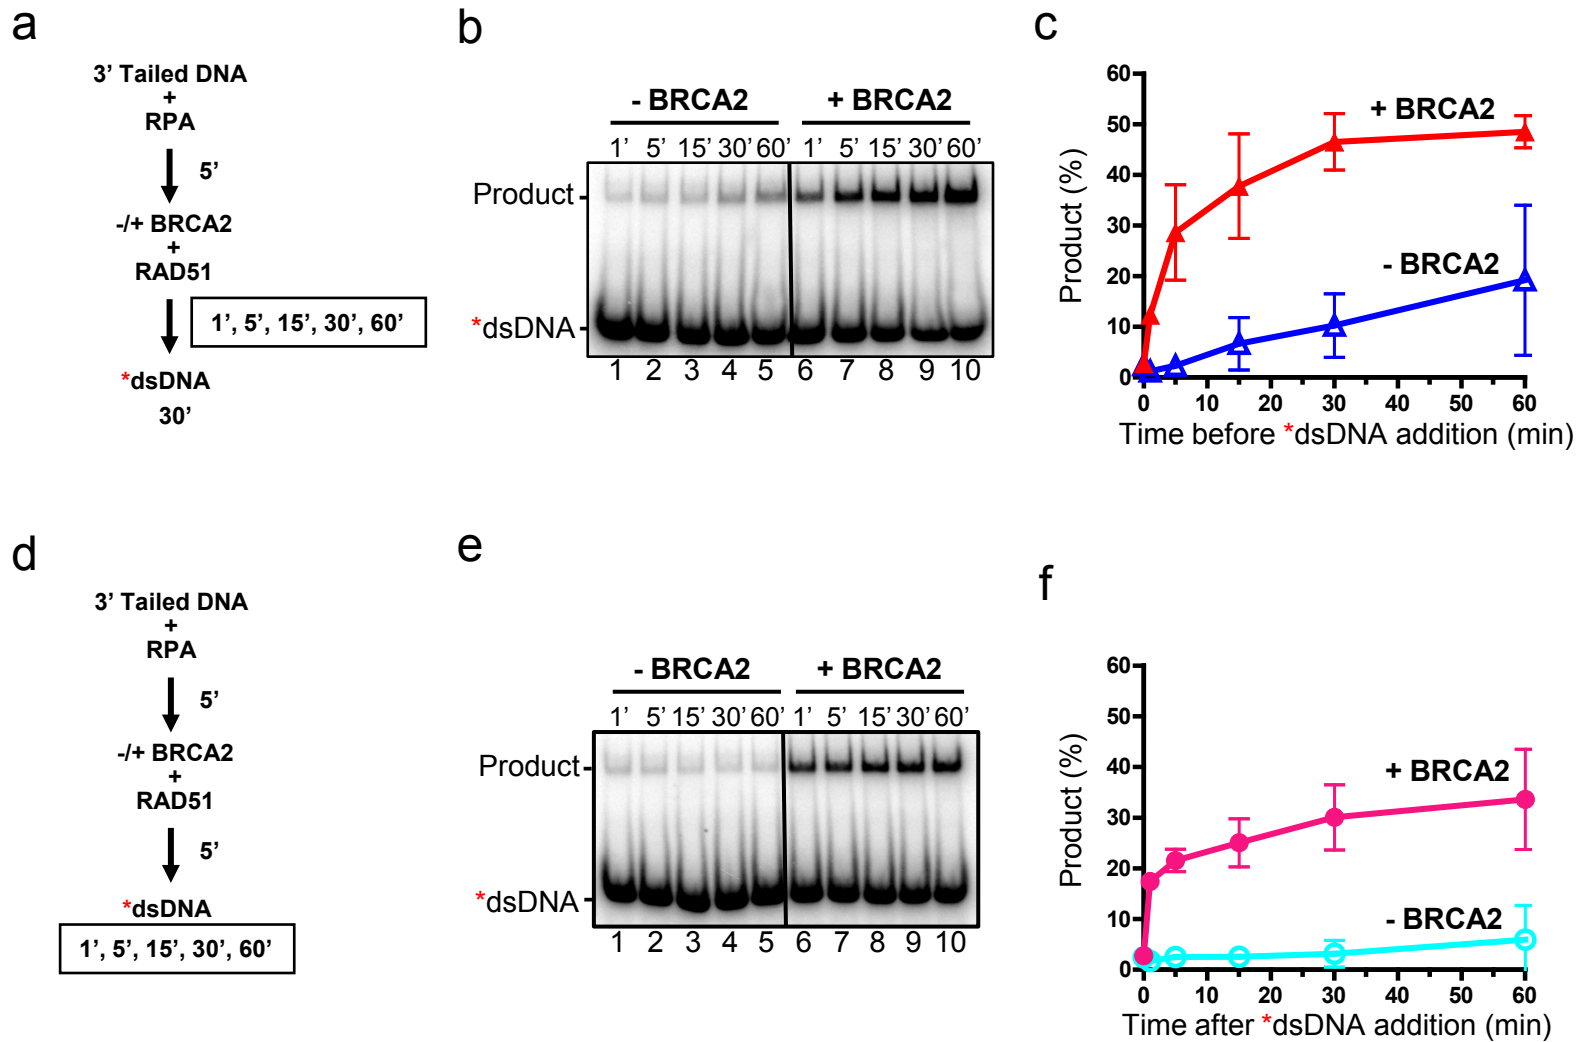 a
3’ Tailed DNA
+
RPA
5’
-/+ BRCA2
+
RAD51
1’, 5’, 15’, 30’, 60’
*dsDNA
30’
b
- BRCA2 + BRCA2
1’ 5’ 15’ 30’ 60’ 1’ 5’ 15’ 30’ 60’
Product
*dsDNA
1 2 3 4 5 6 7 8 9 10
c
Product (%)
60
50
40
30
20
10
0
+ BRCA2
- BRCA2
0 10 20 30 40 50 60
Time before *dsDNA addition (min)
d
3’ Tailed DNA
+
RPA
5’
-/+ BRCA2
+
RAD51
5’
*dsDNA
1’, 5’, 15’, 30’, 60’
e
- BRCA2 + BRCA2
1’ 5’ 15’ 30’ 60’ 1’ 5’ 15’ 30’ 60’
Product
*dsDNA
1 2 3 4 5 6 7 8 9 10
f
Product (%)
60
50
40
30
20
10
0
+ BRCA2
- BRCA2
0 10 20 30 40 50 60
Time after *dsDNA addition (min)